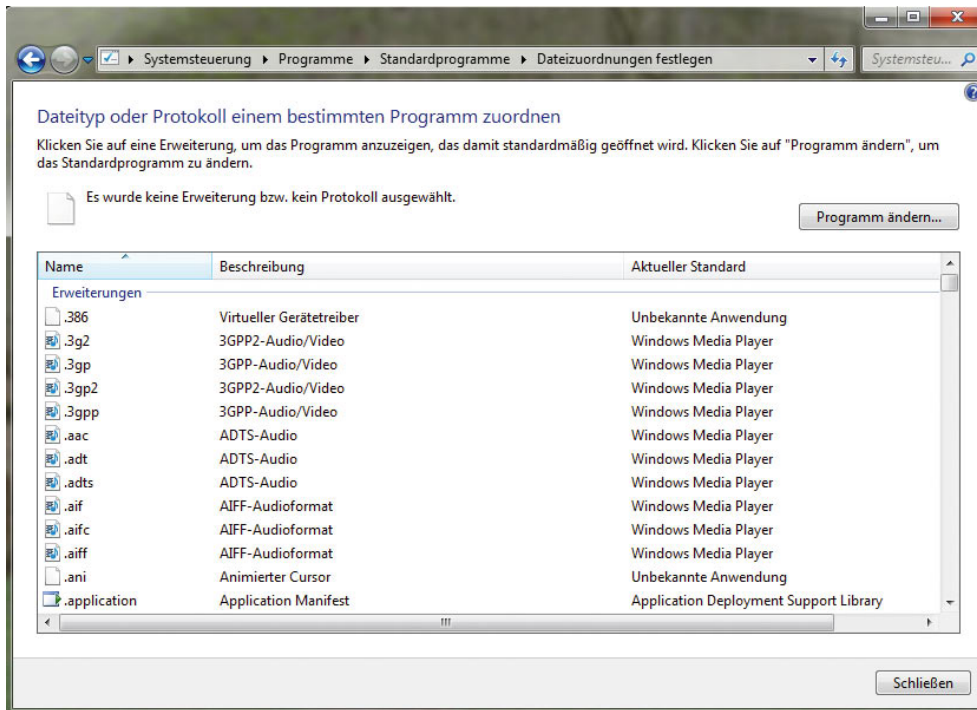 Systemsteuerung Programme Standardprogramme Dateizuordnungen festlegen Systemsteu...
Dateityp oder Protokoll einem bestimmten Programm zuordnen
Klicken Sie auf eine Erweiterung, um das Programm anzuzeigen, das damit standardmäßig geöffnet wird. Klicken Sie auf "Programm ändern", um
das Standardprogramm zu ändern.
Es wurde keine Erweiterung bzw. kein Protokoll ausgewählt.
Programm ändern...
Name Beschreibung Aktueller Standard
Erweiterungen
.386 Virtueller Gerätetreiber Unbekannte Anwendung
.3g2 3GPP2-Audio/Video Windows Media Player
.3gp 3GPP-Audio/Video Windows Media Player
.3gp2 3GPP2-Audio/Video Windows Media Player
.3gpp 3GPP-Audio/Video Windows Media Player
.aac ADTS-Audio Windows Media Player
.adt ADTS-Audio Windows Media Player
.adts ADTS-Audio Windows Media Player
.aif AIFF-Audioformat Windows Media Player
.aifc AIFF-Audioformat Windows Media Player
.aiff AIFF-Audioformat Windows Media Player
.ani Animierter Cursor Unbekannte Anwendung
.application Application Manifest Application Deployment Support Library
Schließen